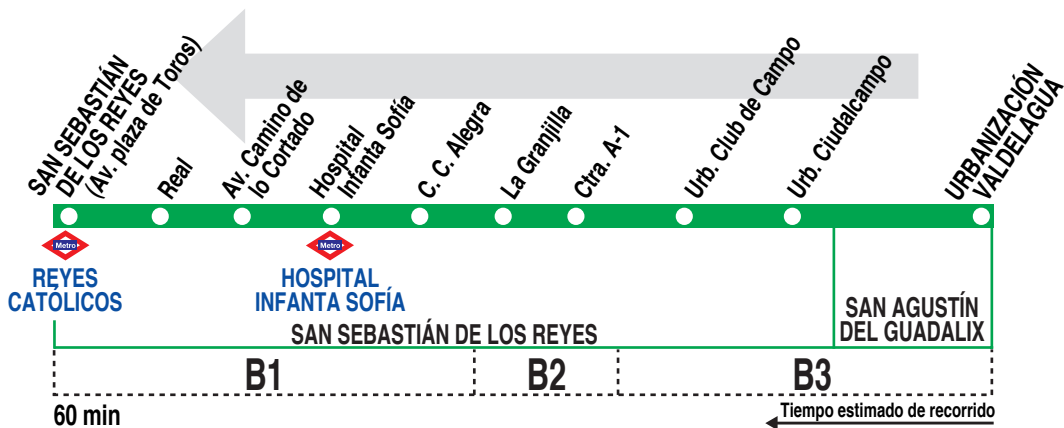 SAN SEBASTIÁN
DE LOS REYES
(Av. plaza de Toros)
Real
Av. Camino de
lo Cortado
Hospital
Infanta Sofía
C. C. Alegra
La Granjilla
Ctra. A-1
Urb. Club de Campo
Urb. Ciudalcampo
URBANIZACIÓN
VALDELAGUA
Metro
REYES
CATÓLICOS
Metro
HOSPITAL
INFANTA SOFÍA
SAN SEBASTIÁN DE LOS REYES
SAN AGUSTÍN
DEL GUADALIX
B1
B2
B3
60 min
Tiempo estimado de recorrido